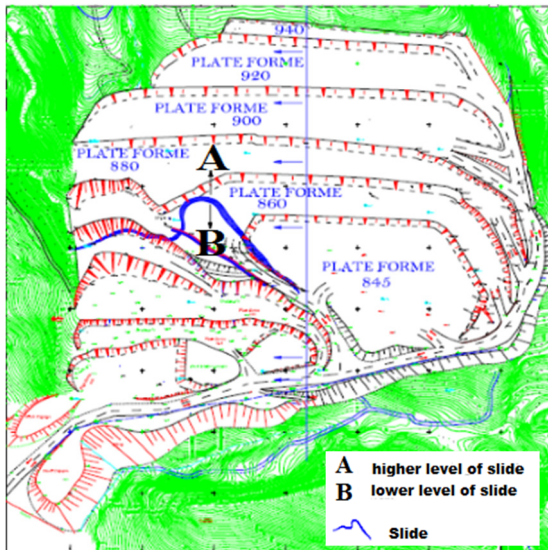 940
PLATE FORME
920
PLATE FORME
900
PLATE FORME
880
A
PLATE FORME
860
B
PLATE FORME
845
A higher level of slide
B lower level of slide
Slide